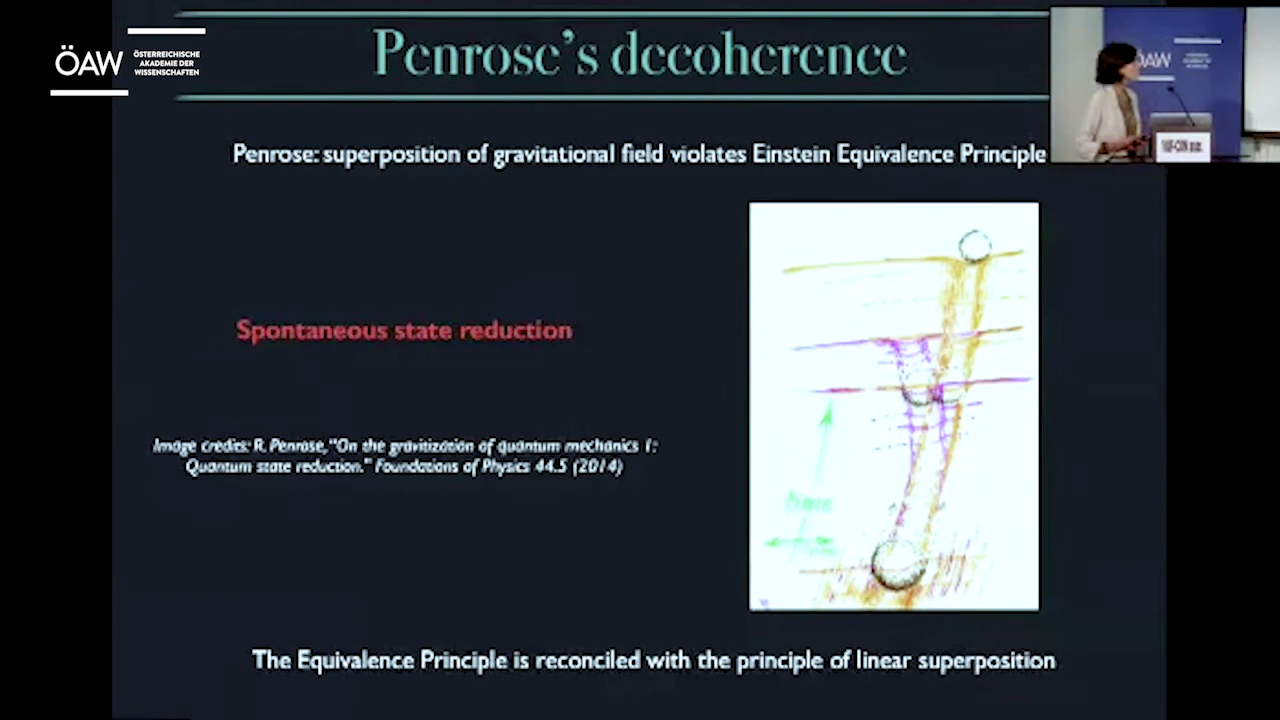 ÖAW
ÖSTERREICHISCHE
AKADEMIE DER
WISSENSCHAFTEN
Penrose's decoherence
ÖAW
Penrose: superposition of gravitational field violates Einstein Equivalence Principle
Spontaneous state reduction
Image credits: R. Penrose, "On the gravitization of quantum mechanics 1:
Quantum state reduction." Foundations of Physics 44.5 (2014)
The Equivalence Principle is reconciled with the principle of linear superposition